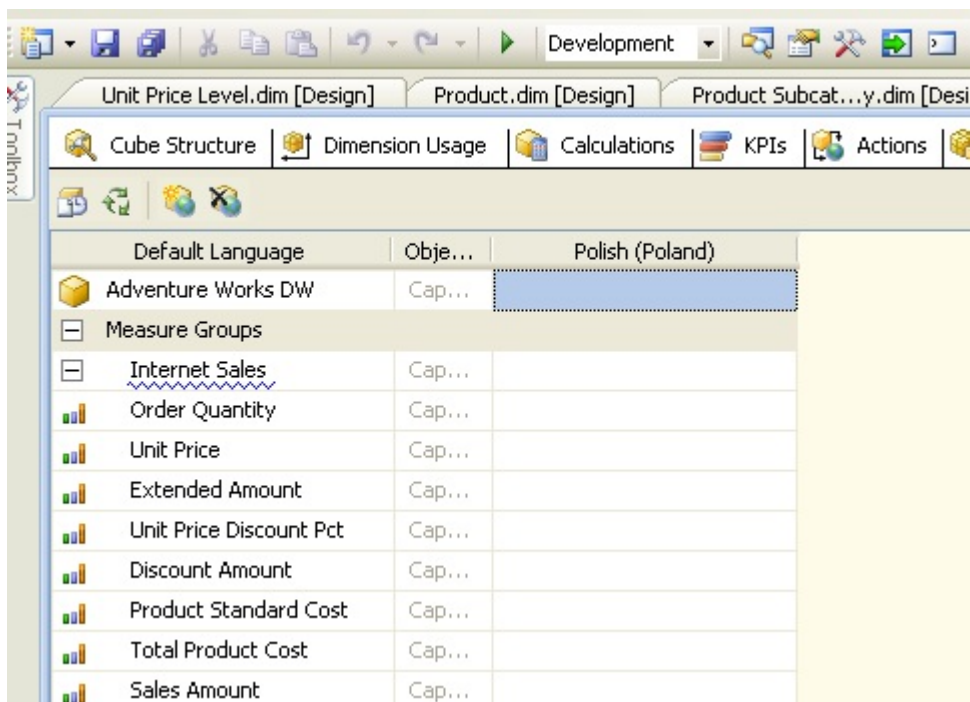 Development
Toolbox
Unit Price Level.dim [Design] Product.dim [Design] Product Subcat...y.dim [Desi
Cube Structure Dimension Usage Calculations KPIs Actions
Default Language Obje... Polish (Poland)
Adventure Works DW Cap...
Measure Groups
Internet Sales Cap...
Order Quantity Cap...
Unit Price Cap...
Extended Amount Cap...
Unit Price Discount Pct Cap...
Discount Amount Cap...
Product Standard Cost Cap...
Total Product Cost Cap...
Sales Amount Cap...